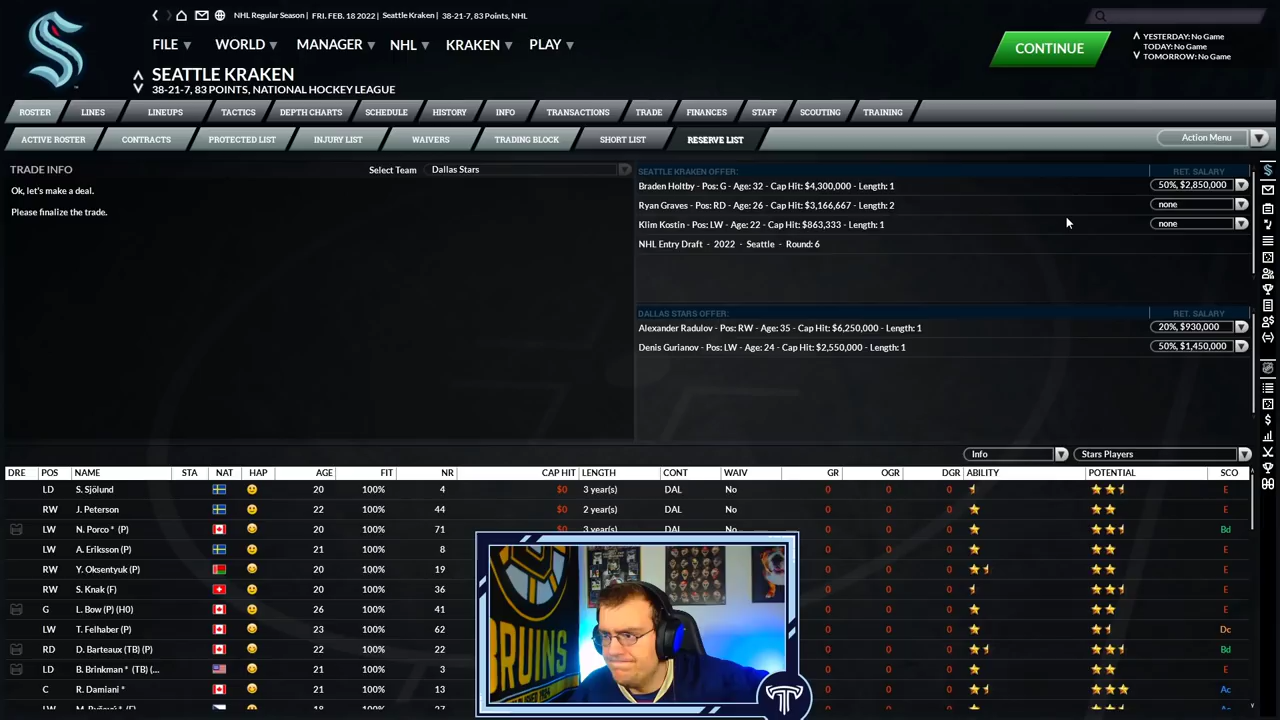 NHL Regular Season | FRI. FEB. 18 2022 | Seattle Kraken | 38-21-7, 83 Points, NHL
FILE WORLD MANAGER NHL KRAKEN PLAY
CONTINUE
YESTERDAY: No Game
TODAY: No Game
TOMORROW: No Game
SEATTLE KRAKEN
38-21-7, 83 POINTS, NATIONAL HOCKEY LEAGUE
ROSTER LINES LINEUPS TACTICS DEPTH CHARTS SCHEDULE HISTORY INFO TRANSACTIONS TRADE FINANCES STAFF SCOUTING TRAINING
ACTIVE ROSTER CONTRACTS PROTECTED LIST INJURY LIST WAIVERS TRADING BLOCK SHORT LIST RESERVE LIST Action Menu
TRADE INFO Select Team Dallas Stars
Ok, let's make a deal.
Please finalize the trade.
SEATTLE KRAKEN OFFER: RET. SALARY
Braden Holtby - Pos: G - Age: 32 - Cap Hit: $4,300,000 - Length: 1 50%, $2,850,000
Ryan Graves - Pos: RD - Age: 26 - Cap Hit: $3,166,667 - Length: 2 none
Klim Kostin - Pos: LW - Age: 22 - Cap Hit: $863,333 - Length: 1 none
NHL Entry Draft - 2022 - Seattle - Round: 6
DALLAS STARS OFFER: RET. SALARY
Alexander Radulov - Pos: RW - Age: 35 - Cap Hit: $6,250,000 - Length: 1 20%, $930,000
Denis Gurianov - Pos: LW - Age: 24 - Cap Hit: $2,550,000 - Length: 1 50%, $1,450,000
Info Stars Players
DRE POS NAME STA NAT HAP AGE FIT NR CAP HIT LENGTH CONT WAIV GR OGR DGR ABILITY POTENTIAL SCO
LD S. Sjölund 20 100% 4 $0 3 year(s) DAL No 0 0 0 E
RW J. Peterson 22 100% 44 $0 2 year(s) DAL No 0 0 0 E
LW N. Porco * (P) 20 100% 71 $0 3 year(s) DAL No 0 0 0 Bd
LW A. Eriksson (P) 21 100% 8 0 0 0 E
LW Y. Oksentyuk (P) 20 100% 19 0 0 0 E
RW S. Knak (F) 20 100% 36 0 0 0 E
G L. Bow (P) (H0) 26 100% 41 0 0 0 E
LW T. Felhaber (P) 23 100% 62 0 0 0 Dc
RD D. Barteaux (TB) (P) 22 100% 22 0 0 0 Bd
LD B. Brinkman * (TB) (... 21 100% 3 0 0 0 E
C R. Damiani * 21 100% 13 0 0 0 Ac
BRUINS